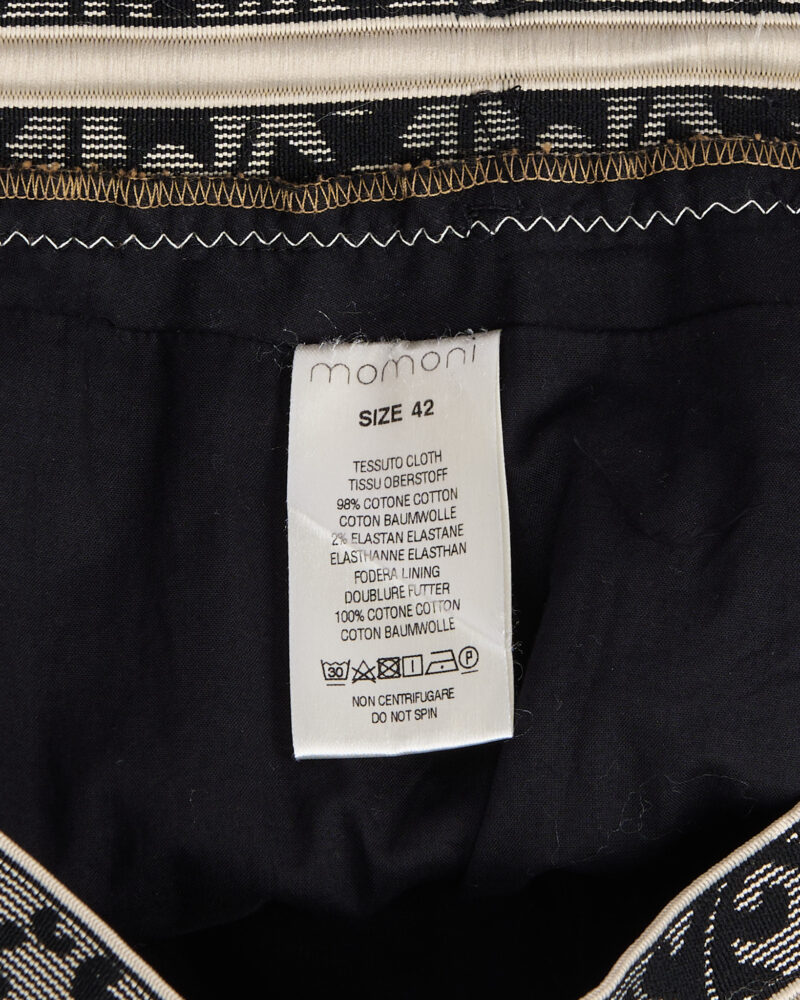 momoni
SIZE 42
TESSUTO CLOTH
TISSU OBERSTOFF
98% COTONE COTTON
COTON BAUMWOLLE
2% ELASTAN ELASTANE
ELASTHANNE ELASTHAN
FODERA LINING
DOUBLURE FUTTER
100% COTONE COTTON
COTON BAUMWOLLE
30 P
NON CENTRIFUGARE
DO NOT SPIN